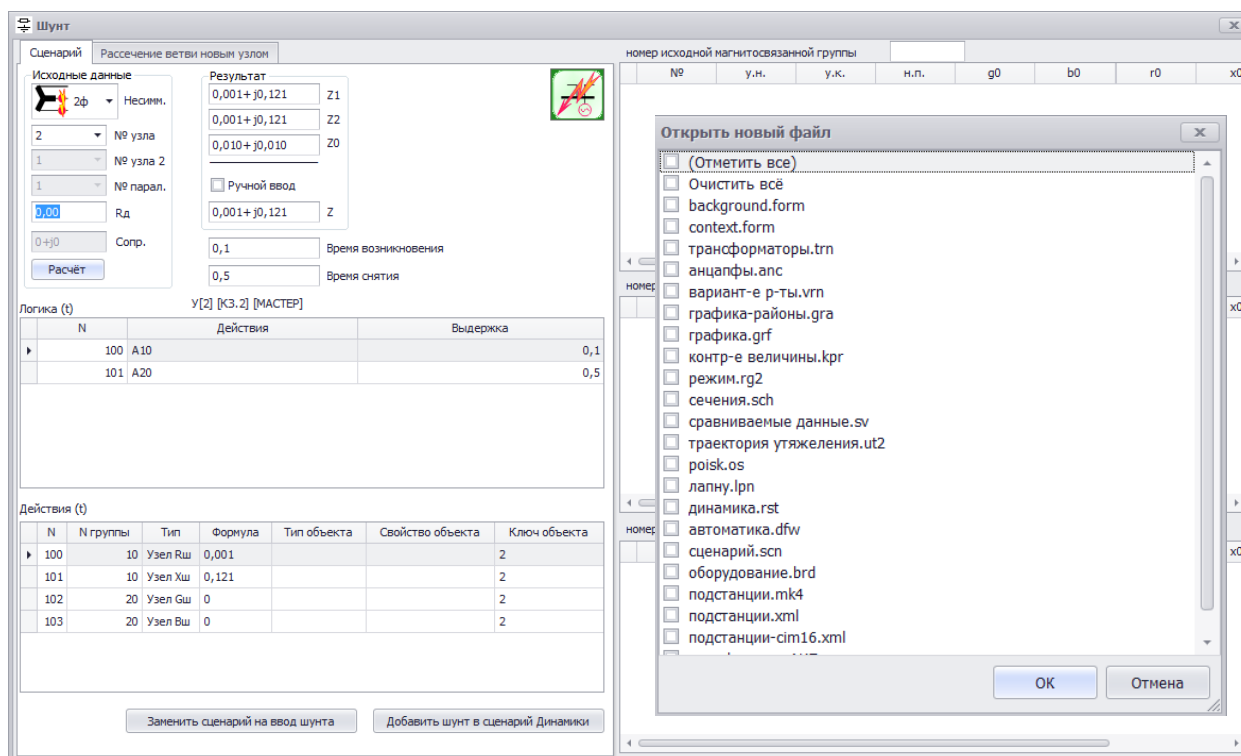 Шунт
Сценарий Рассечение ветви новым узлом
Исходные данные
2ф Несимм.
2 № узла
1 № узла 2
1 № парал.
0,00 Rд
0+j0 Сопр.
Расчёт
Результат
0,001+j0,121 Z1
0,001+j0,121 Z2
0,010+j0,010 Z0
Ручной ввод
0,001+j0,121 Z
0,1 Время возникновения
0,5 Время снятия
У[2] [КЗ.2] [МАСТЕР]
Логика (t)
N Действия Выдержка
100 A10 0,1
101 A20 0,5
Действия (t)
N N группы Тип Формула Тип объекта Свойство объекта Ключ объекта
100 10 Узел Rш 0,001 2
101 10 Узел Xш 0,121 2
102 20 Узел Gш 0 2
103 20 Узел Bш 0 2
Заменить сценарий на ввод шунта Добавить шунт в сценарий Динамики
номер исходной магнитосвязанной группы
№ у.н. у.к. н.п. g0 b0 r0 x0
номер
x0
номер
x0
Открыть новый файл
(Отметить все)
Очистить всё
background.form
context.form
трансформаторы.trn
анцапфы.anc
вариант-е р-ты.vrn
графика-районы.gra
графика.grf
контр-е величины.kpr
режим.rg2
сечения.sch
сравниваемые данные.sv
траектория утяжеления.ut2
poisk.os
лапну.lpn
динамика.rst
автоматика.dfw
сценарий.scn
оборудование.brd
подстанции.mk4
подстанции.xml
подстанции-cim16.xml
OK Отмена